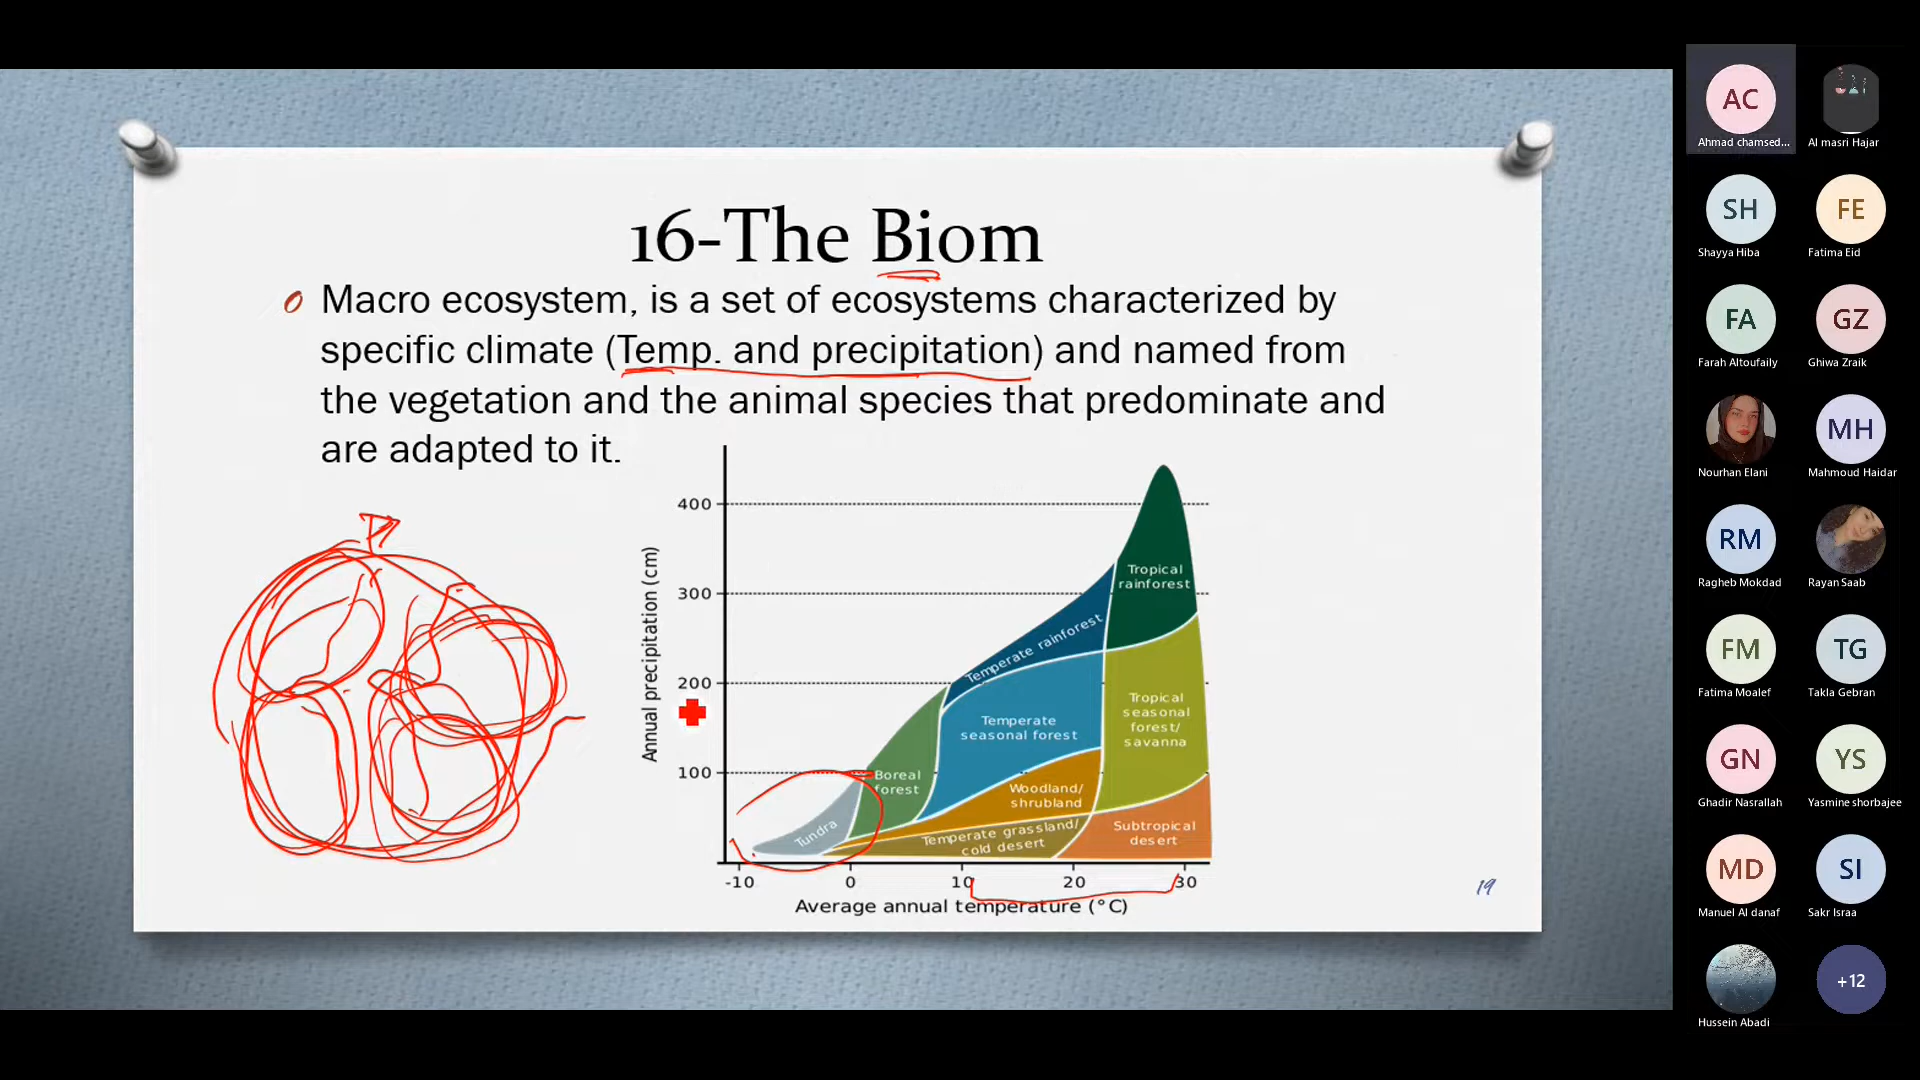 16-The Biom
Macro ecosystem, is a set of ecosystems characterized by
specific climate (Temp. and precipitation) and named from
the vegetation and the animal species that predominate and
are adapted to it.
Annual precipitation (cm)
400
300
200
100
Tropical
rainforest
Temperate rainforest
Tropical
seasonal
forest/
savanna
Temperate
seasonal forest
Boreal
forest
Woodland/
shrubland
Tundra
Temperate grassland/
cold desert
Subtropical
desert
-10 0 10 20 30
Average annual temperature (°C)
19
AC
Ahmad chamsed...
Al masri Hajar
SH
Shayya Hiba
FE
Fatima Eid
FA
Farah Altoufaily
GZ
Ghiwa Zraik
Nourhan Elani
MH
Mahmoud Haidar
RM
Ragheb Mokdad
Rayan Saab
FM
Fatima Moalef
TG
Takla Gebran
GN
Ghadir Nasrallah
YS
Yasmine shorbajee
MD
Manuel Al danaf
SI
Sakr Israa
Hussein Abadi
+12